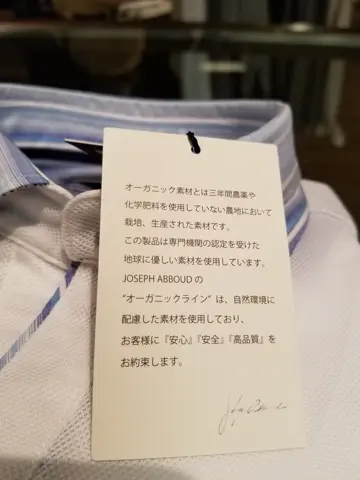 オーガニック素材とは三年間農薬や
化学肥料を使用していない農地において
栽培、生産された素材です。
この製品は専門機関の認定を受けた
地球に優しい素材を使用しています。
JOSEPH ABBOUD の
“オーガニックライン” は、自然環境に
配慮した素材を使用しており、
お客様に『安心』『安全』『高品質』を
お約束します。